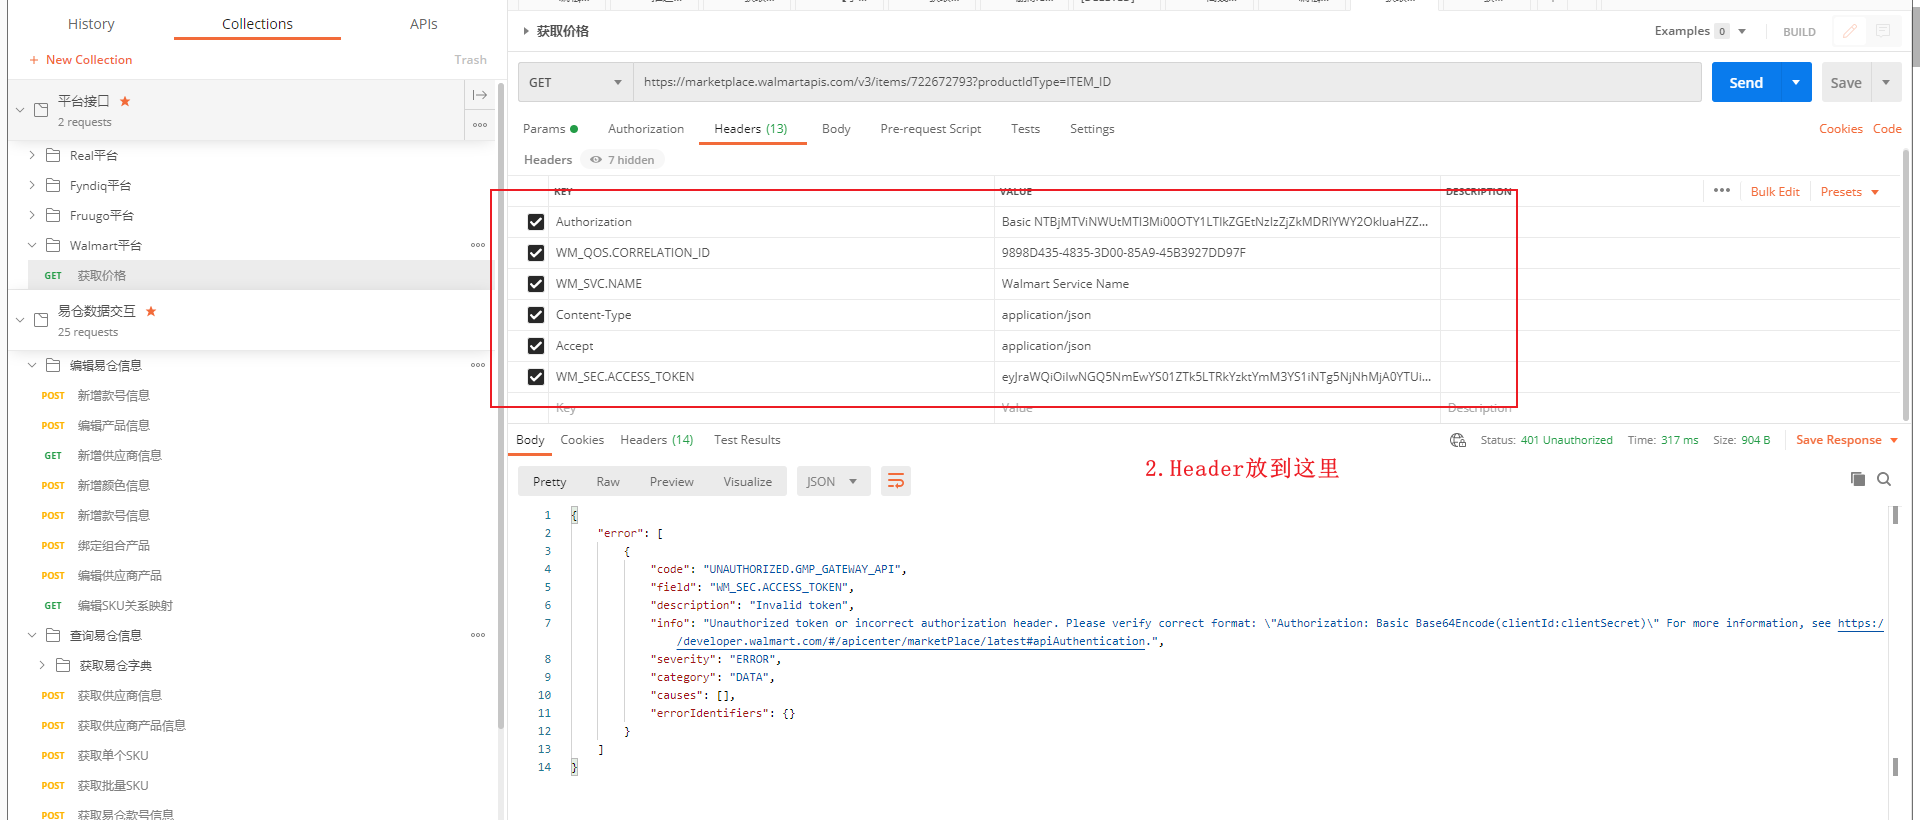 History Collections APIs
+ New Collection Trash
平台接口 ★
2 requests
Real平台
Fyndiq平台
Fruugo平台
Walmart平台
GET 获取价格
易仓数据交互 ★
25 requests
编辑易仓信息
POST 新增款号信息
POST 编辑产品信息
GET 新增供应商信息
POST 新增颜色信息
POST 新增款号信息
POST 绑定组合产品
POST 编辑供应商产品
GET 编辑SKU关系映射
查询易仓信息
获取易仓字典
POST 获取供应商信息
POST 获取供应商产品信息
POST 获取单个SKU
POST 获取批量SKU
POST 获取易仓款号信息
获取价格
Examples 0 BUILD
GET https://marketplace.walmartapis.com/v3/items/722672793?productIdType=ITEM_ID Send Save
Params Authorization Headers (13) Body Pre-request Script Tests Settings Cookies Code
Headers 7 hidden
KEY VALUE DESCRIPTION ••• Bulk Edit Presets
Authorization
WM_QOS.CORRELATION_ID 9898D435-4835-3D00-85A9-45B3927DD97F
WM_SVC.NAME Walmart Service Name
Content-Type application/json
Accept application/json
WM_SEC.ACCESS_TOKEN
Key Value Description
Body Cookies Headers (14) Test Results Status: 401 Unauthorized Time: 317 ms Size: 904 B Save Response
2.Header放到这里
Pretty Raw Preview Visualize JSON
1 {
2 "error": [
3 {
4 "code": "UNAUTHORIZED.GMP_GATEWAY_API",
5 "field": "WM_SEC.ACCESS_TOKEN",
6 "description": "Invalid token",
7 "info": "Unauthorized token or incorrect authorization header. Please verify correct format: \"Authorization: Basic Base64Encode(clientId:clientSecret)\" For more information, see https:/
/developer.walmart.com/#/apicenter/marketPlace/latest#apiAuthentication.",
8 "severity": "ERROR",
9 "category": "DATA",
10 "causes": [],
11 "errorIdentifiers": {}
12 }
13 ]
14 }